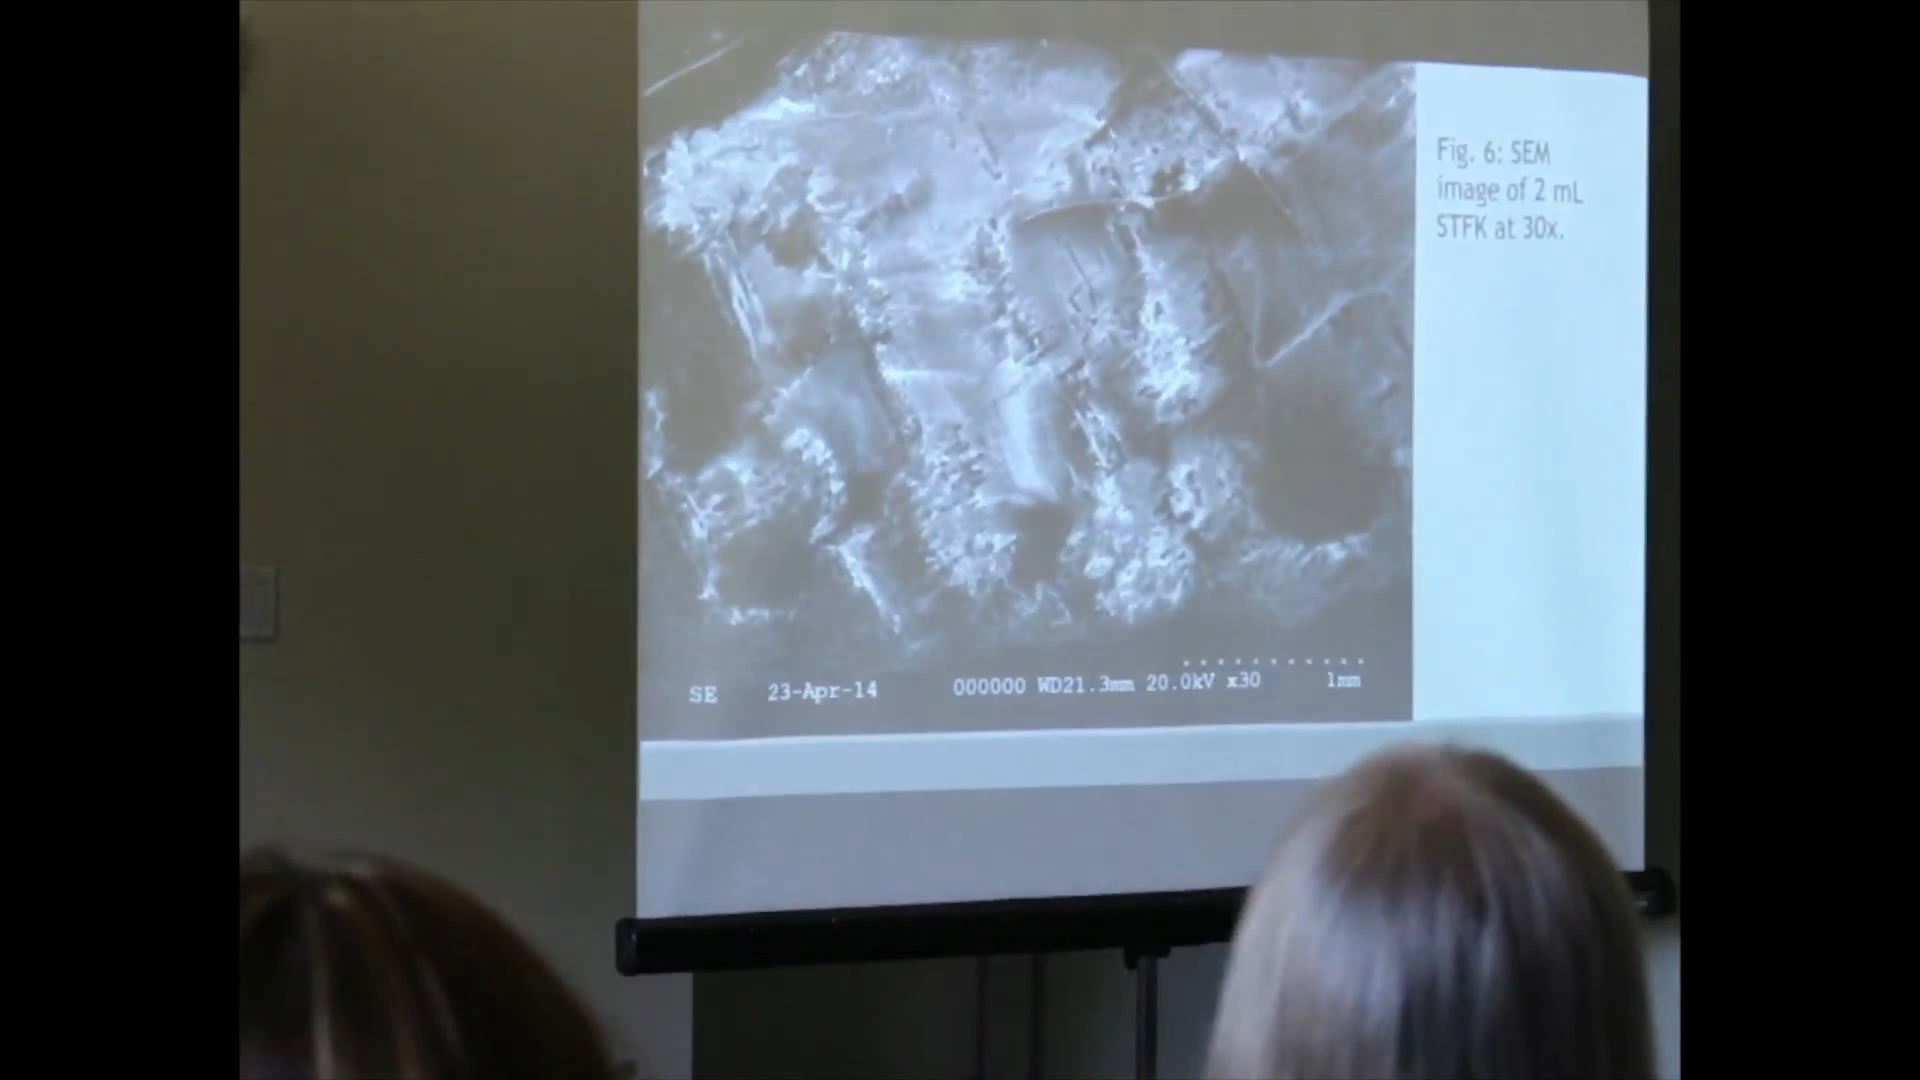 Fig. 6: SEM
image of 2 mL
STFK at 30x.
SE 23-Apr-14 000000 WD21.3mm 20.0kV x30 1mm